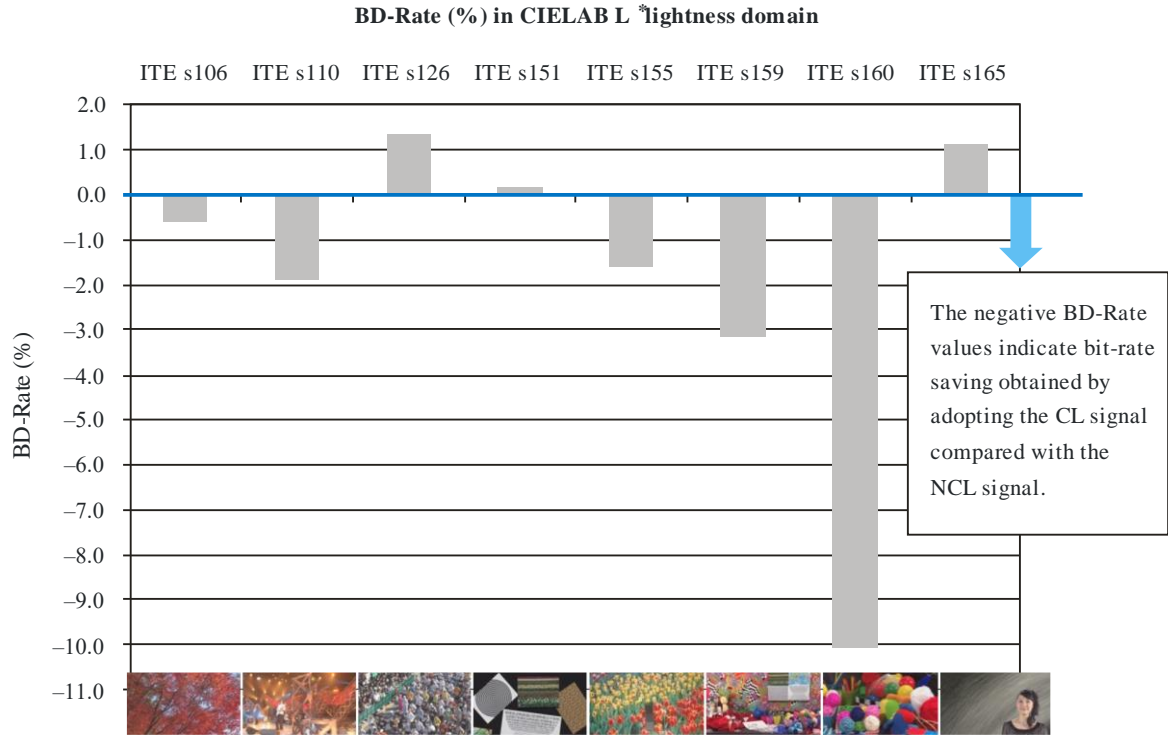 BD-Rate (%) in CIELAB L *lightness domain
ITE s106 ITE s110 ITE s126 ITE s151 ITE s155 ITE s159 ITE s160 ITE s165
2.0
1.0
0.0
–1.0
–2.0
–3.0
–4.0
–5.0
–6.0
–7.0
–8.0
–9.0
–10.0
–11.0
BD-Rate (%)
The negative BD-Rate
values indicate bit-rate
saving obtained by
adopting the CL signal
compared with the
NCL signal.